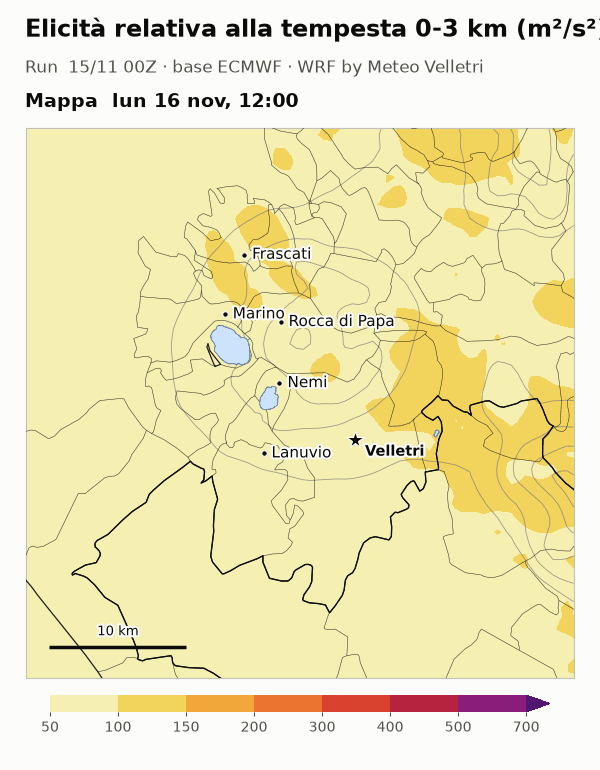 Elicità relativa alla tempesta 0-3 km (m²/s²)
Run  15/11 00Z · base ECMWF · WRF by Meteo Velletri
Mappa  lun 16 nov, 12:00
Frascati
Marino
Rocca di Papa
Nemi
Lanuvio
Velletri
10 km
50 100 150 200 300 400 500 700